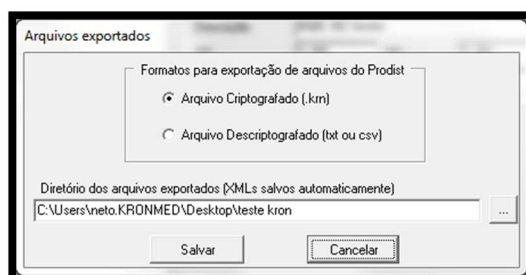 Arquivos exportados
Formatos para exportação de arquivos do Prodist
Arquivo Criptografado (.krn)
Arquivo Descriptografado (txt ou csv)
Diretório dos arquivos exportados (XMLs salvos automaticamente)
C:\Users\neto.KRONMED\Desktop\teste kron
...
Salvar
Cancelar